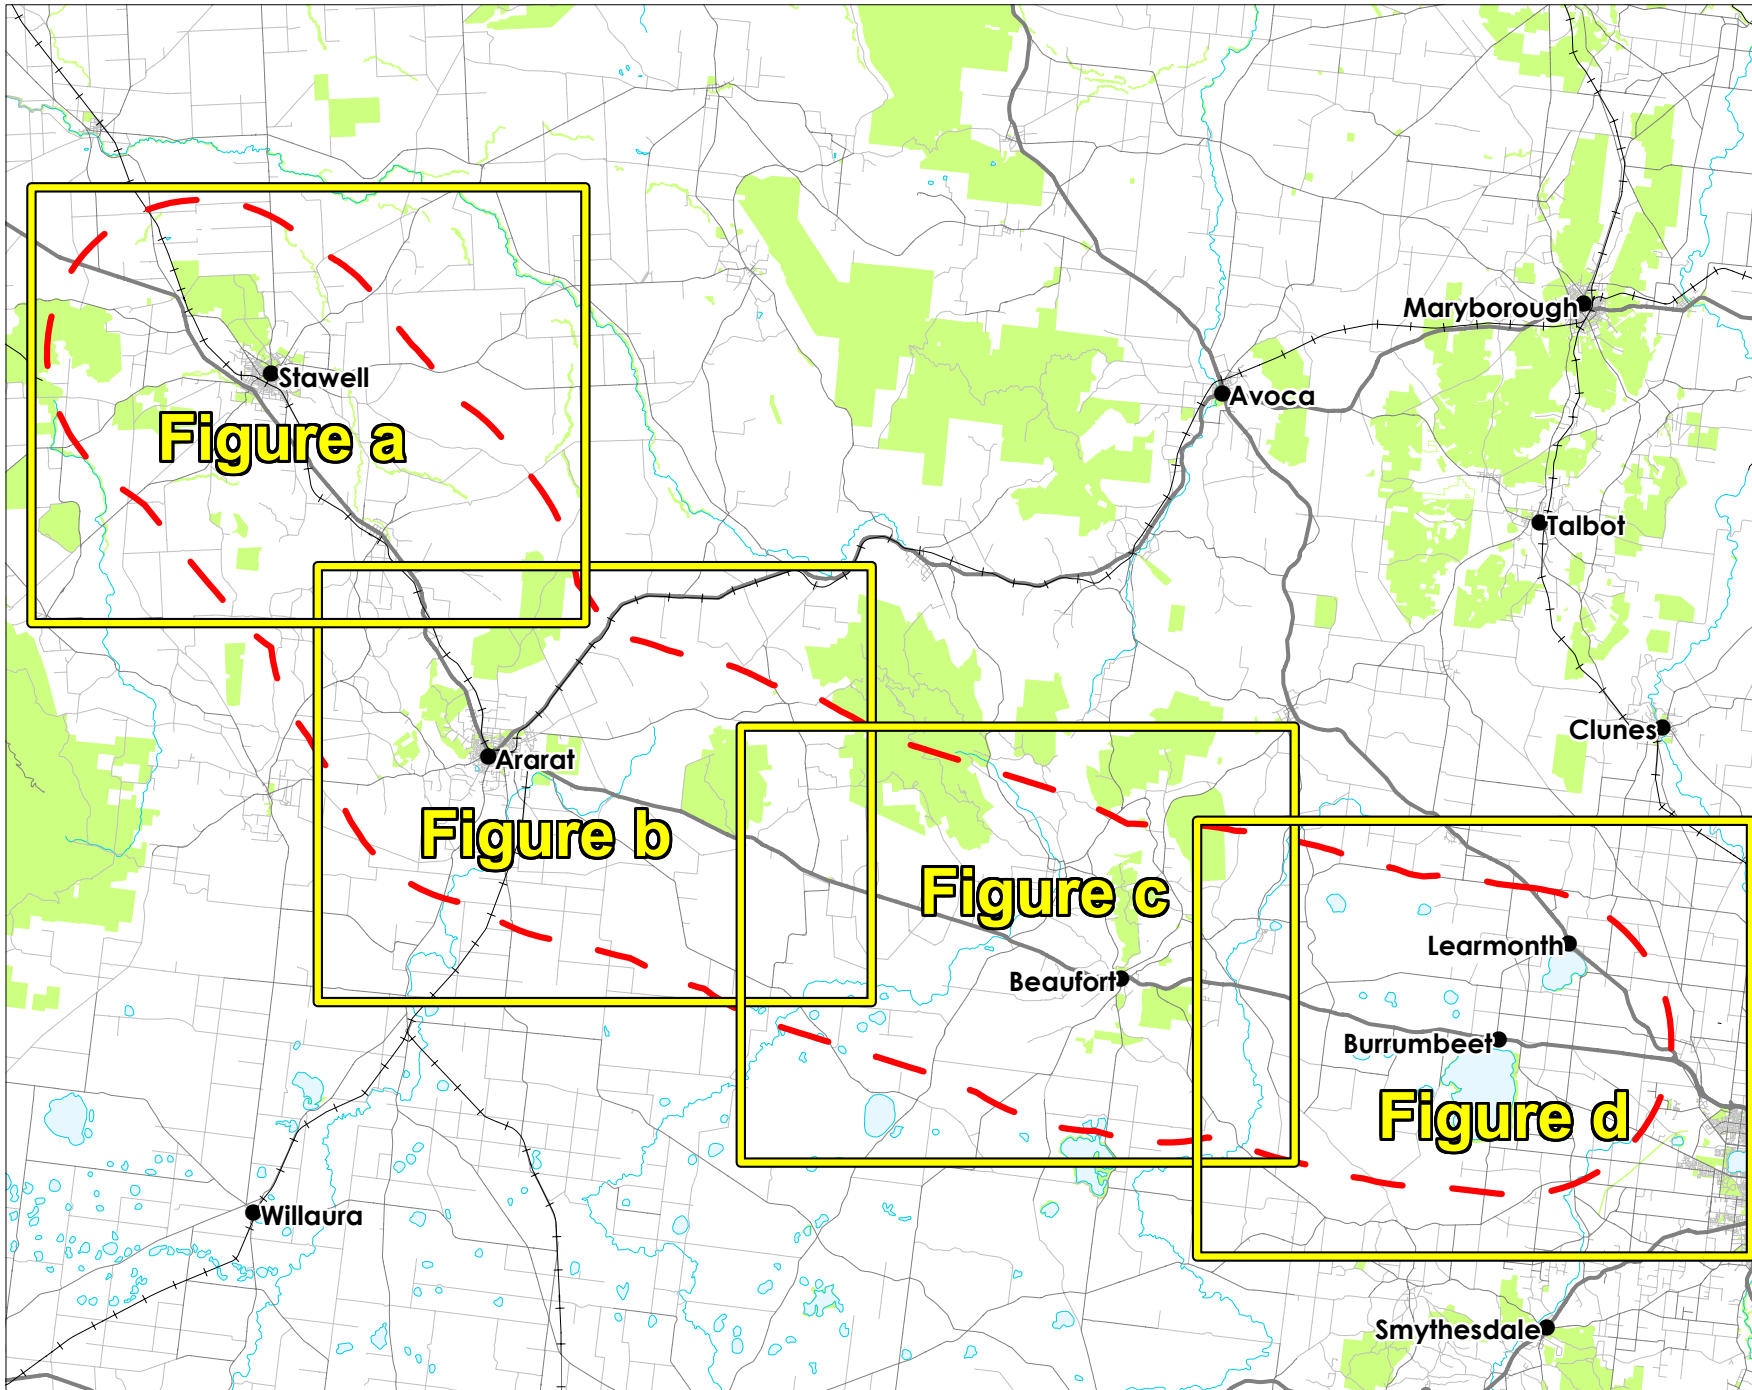 Maryborough
Stawell
Avoca
Figure a
Talbot
Clunes
Ararat
Figure b
Figure c
Learmonth
Beaufort
Burrumbeet
Figure d
Willaura
Smythesdale